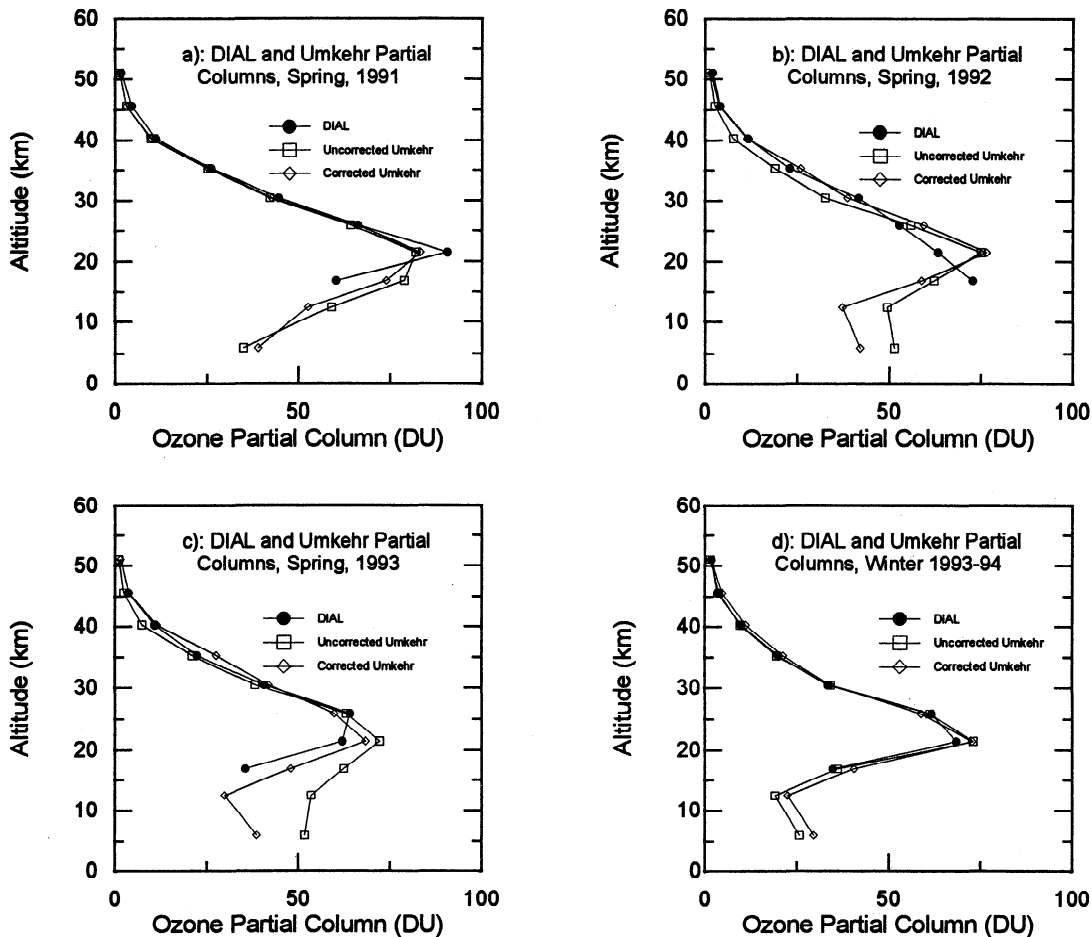 a): DIAL and Umkehr Partial
Columns, Spring, 1991
DIAL
Uncorrected Umkehr
Corrected Umkehr
60
50
40
30
20
10
0
Altitiude (km)
0
50
100
Ozone Partial Column (DU)
b): DIAL and Umkehr Partial
Columns, Spring, 1992
DIAL
Uncorrected Umkehr
Corrected Umkehr
60
50
40
30
20
10
0
Altitude (km)
0
25
50
75
100
Ozone Partial Column (DU)
c): DIAL and Umkehr Partial
Columns, Spring, 1993
DIAL
Uncorrected Umkehr
Corrected Umkehr
60
50
40
30
20
10
0
Altitude (km)
0
50
100
Ozone Partial Column (DU)
d): DIAL and Umkehr Partial
Columns, Winter 1993-94
DIAL
Uncorrected Umkehr
Corrected Umkehr
60
50
40
30
20
10
0
Altitude (km)
0
25
50
75
100
Ozone Partial Column (DU)